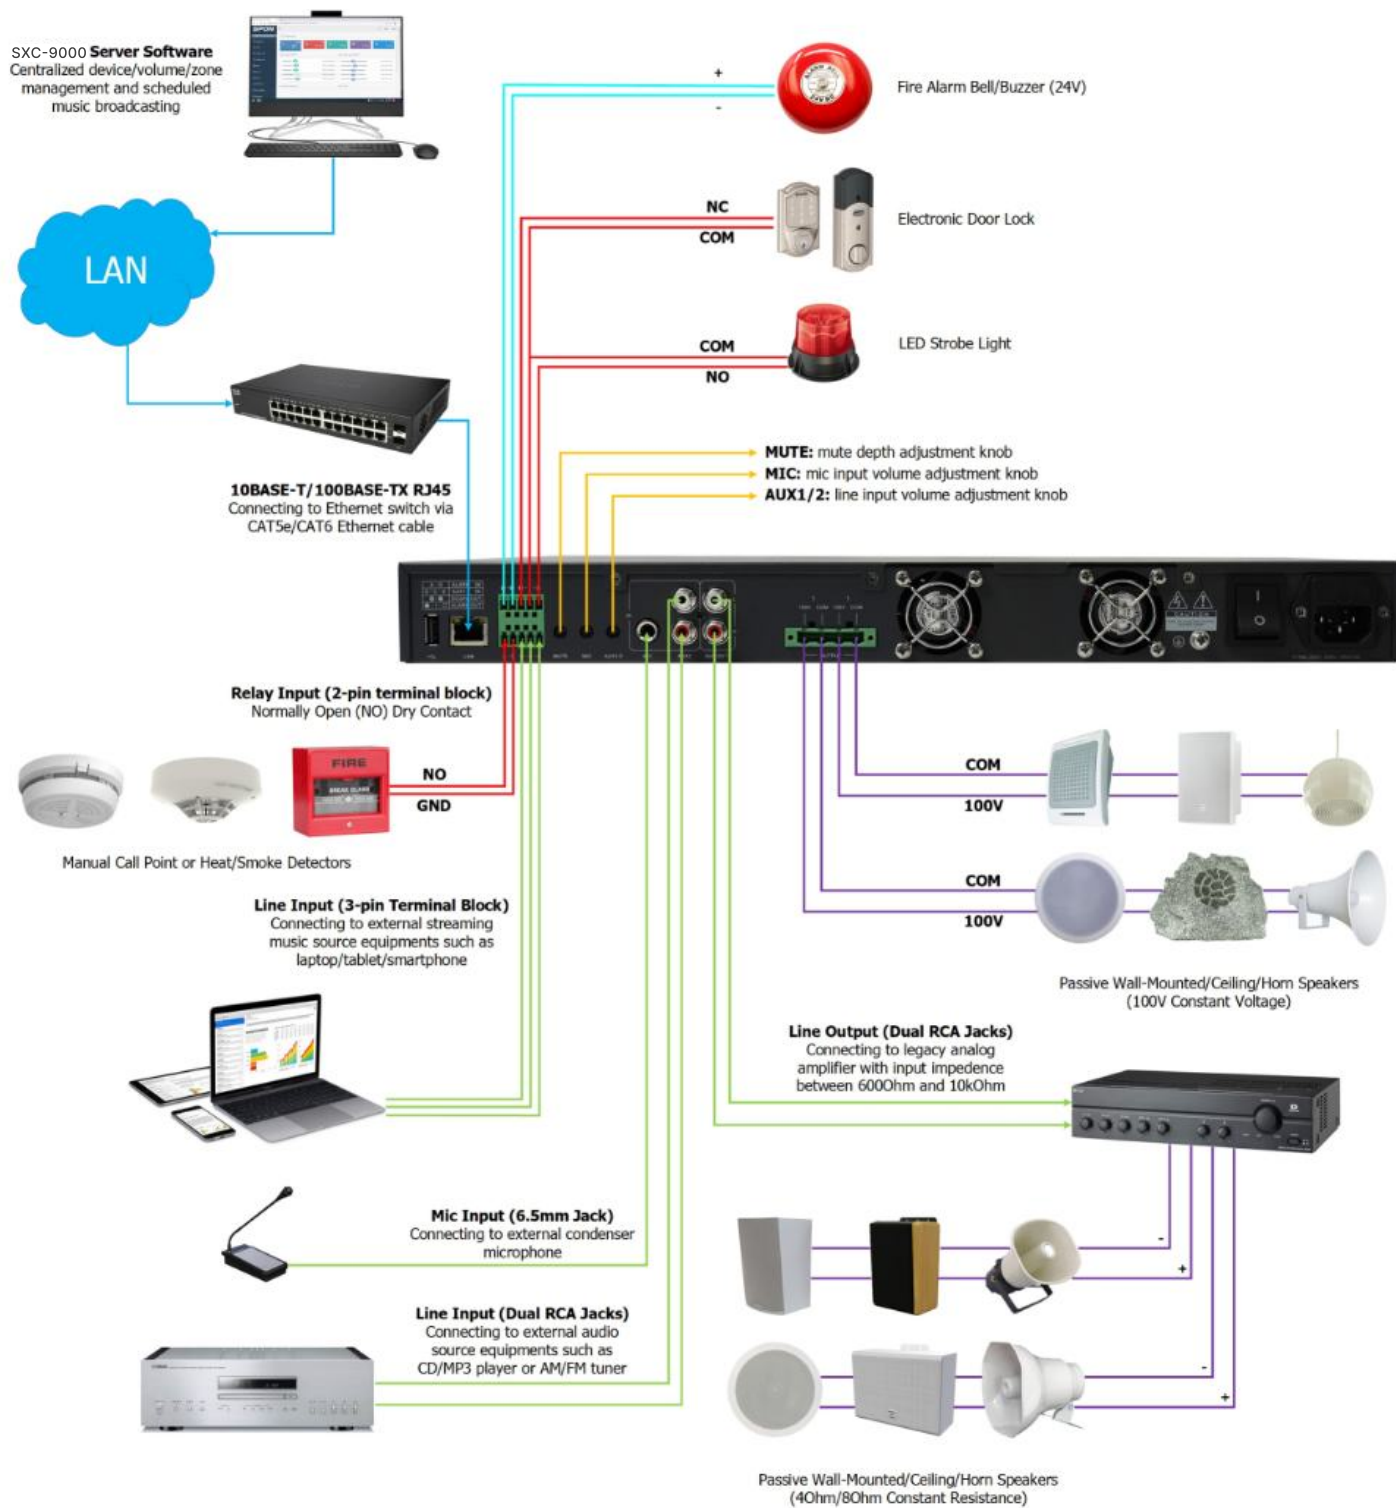 SXC-9000 Server Software
Centralized device/volume/zone
management and scheduled
music broadcasting
+
-
Fire Alarm Bell/Buzzer (24V)
NC
COM
Electronic Door Lock
LAN
COM
NO
LED Strobe Light
MUTE: mute depth adjustment knob
MIC: mic input volume adjustment knob
AUX1/2: line input volume adjustment knob
10BASE-T/100BASE-TX RJ45
Connecting to Ethernet switch via
CAT5e/CAT6 Ethernet cable
Relay Input (2-pin terminal block)
Normally Open (NO) Dry Contact
FIRE
NO
GND
Manual Call Point or Heat/Smoke Detectors
COM
100V
COM
100V
Passive Wall-Mounted/Ceiling/Horn Speakers
(100V Constant Voltage)
Line Input (3-pin Terminal Block)
Connecting to external streaming
music source equipments such as
laptop/tablet/smartphone
Line Output (Dual RCA Jacks)
Connecting to legacy analog
amplifier with input impedence
between 600Ohm and 10kOhm
Mic Input (6.5mm Jack)
Connecting to external condenser
microphone
-
+
Line Input (Dual RCA Jacks)
Connecting to external audio
source equipments such as
CD/MP3 player or AM/FM tuner
-
+
Passive Wall-Mounted/Ceiling/Horn Speakers
(4Ohm/8Ohm Constant Resistance)